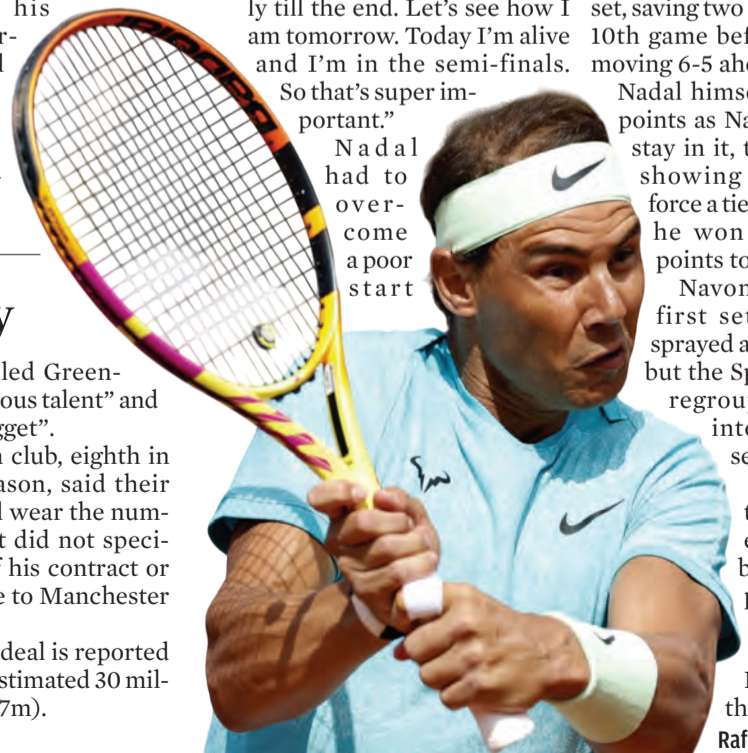 his
r-
l
y
led Green-
ous talent” and
gget”.
club, eighth in
ason, said their
l wear the num-
t did not speci-
his contract or
e to Manchester
deal is reported
stimated 30 mil-
7m).
ly till the end. Let’s see how I
am tomorrow. Today I’m alive
and I’m in the semi-finals.
So that’s super im-
portant.”
Nadal
had to
over-
come
a poor
start
set, saving two
10th game bef
moving 6-5 ahe
Nadal himse
points as Na
stay in it, t
showing
force a tie
he won
points to
Navon
first set
sprayed a
but the Sp
regroup
inte
se
t
e
b
p
th
Raf